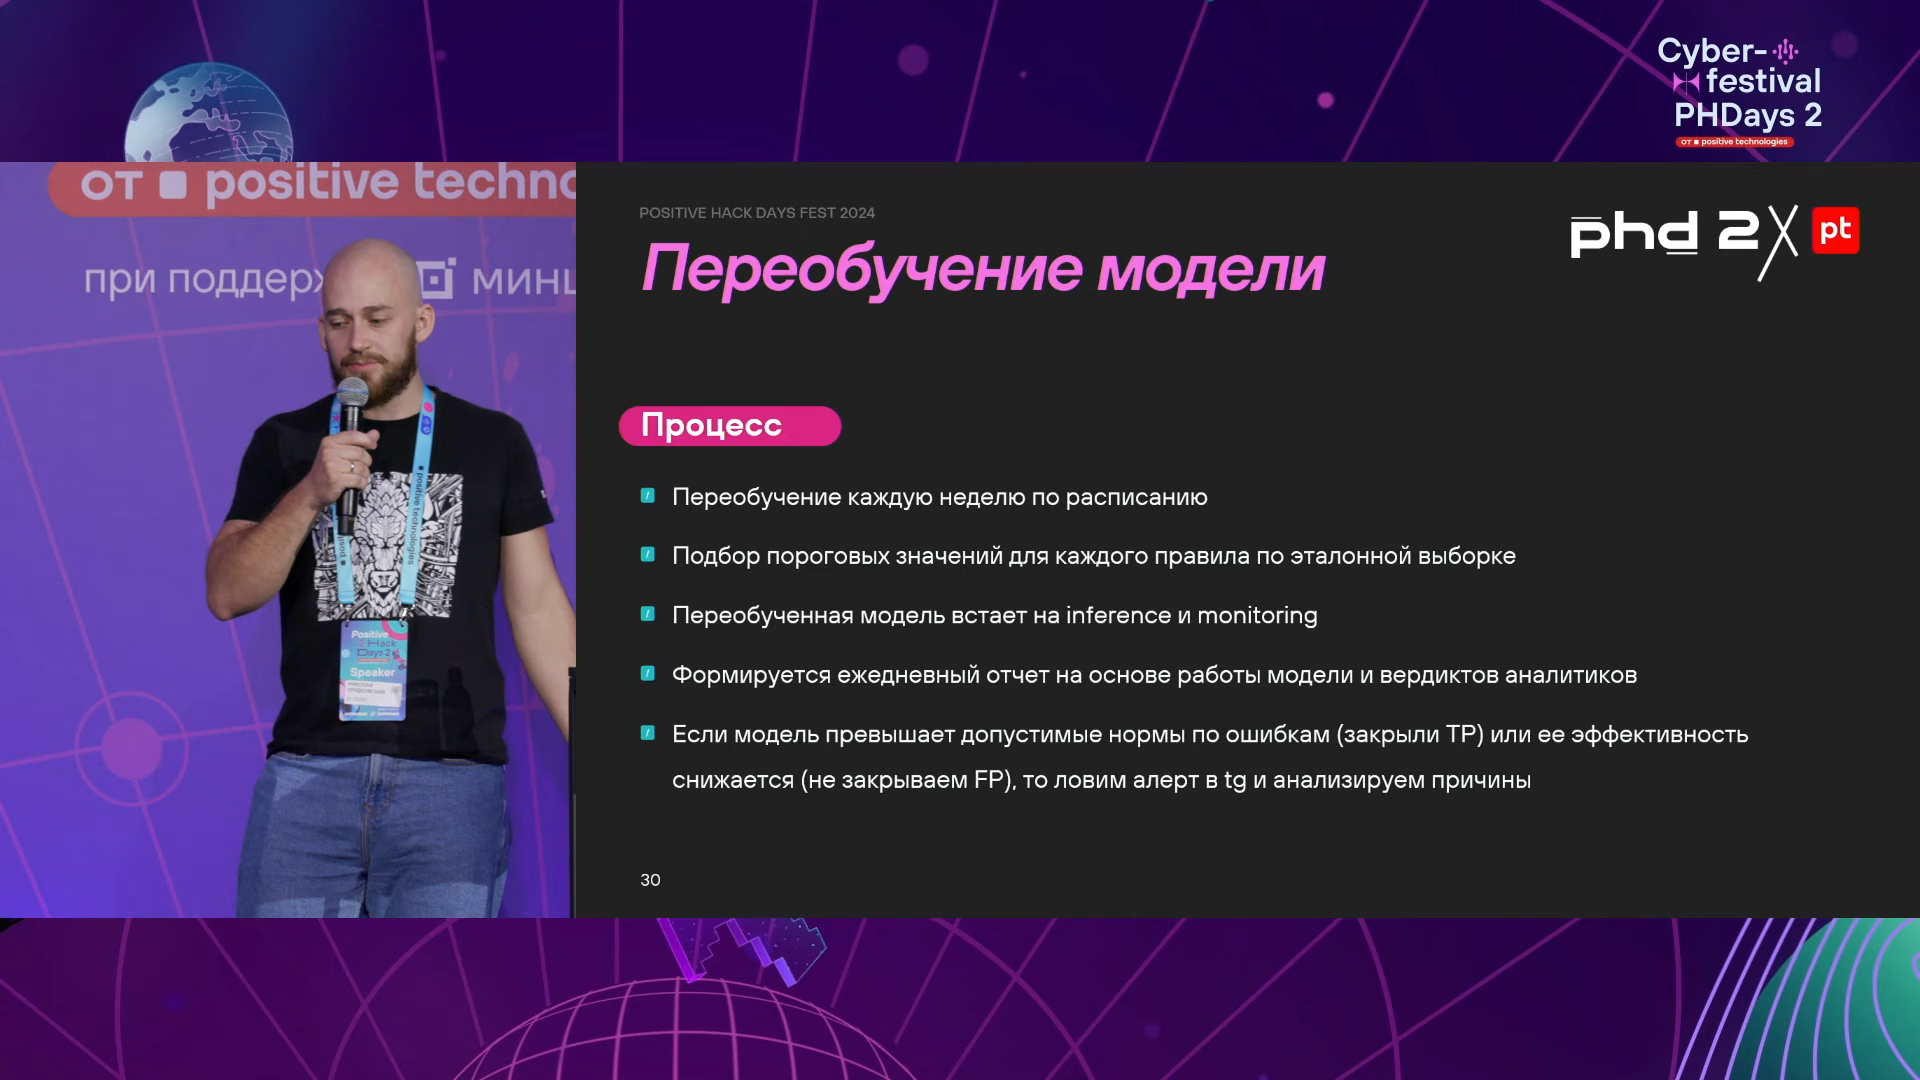 Cyber-
festival
PHDays 2
от positive technologies
от positive techno
при поддерж
МИНЦ
POSITIVE HACK DAYS FEST 2024
phd 2
pt
Переобучение модели
Процесс
Переобучение каждую неделю по расписанию
Подбор пороговых значений для каждого правила по эталонной выборке
Переобученная модель встает на inference и monitoring
Формируется ежедневный отчет на основе работы модели и вердиктов аналитиков
Если модель превышает допустимые нормы по ошибкам (закрыли TP) или ее эффективность
снижается (не закрываем FP), то ловим алерт в tg и анализируем причины
30
positive technologies
Positive
Hack
Days 2
Speaker